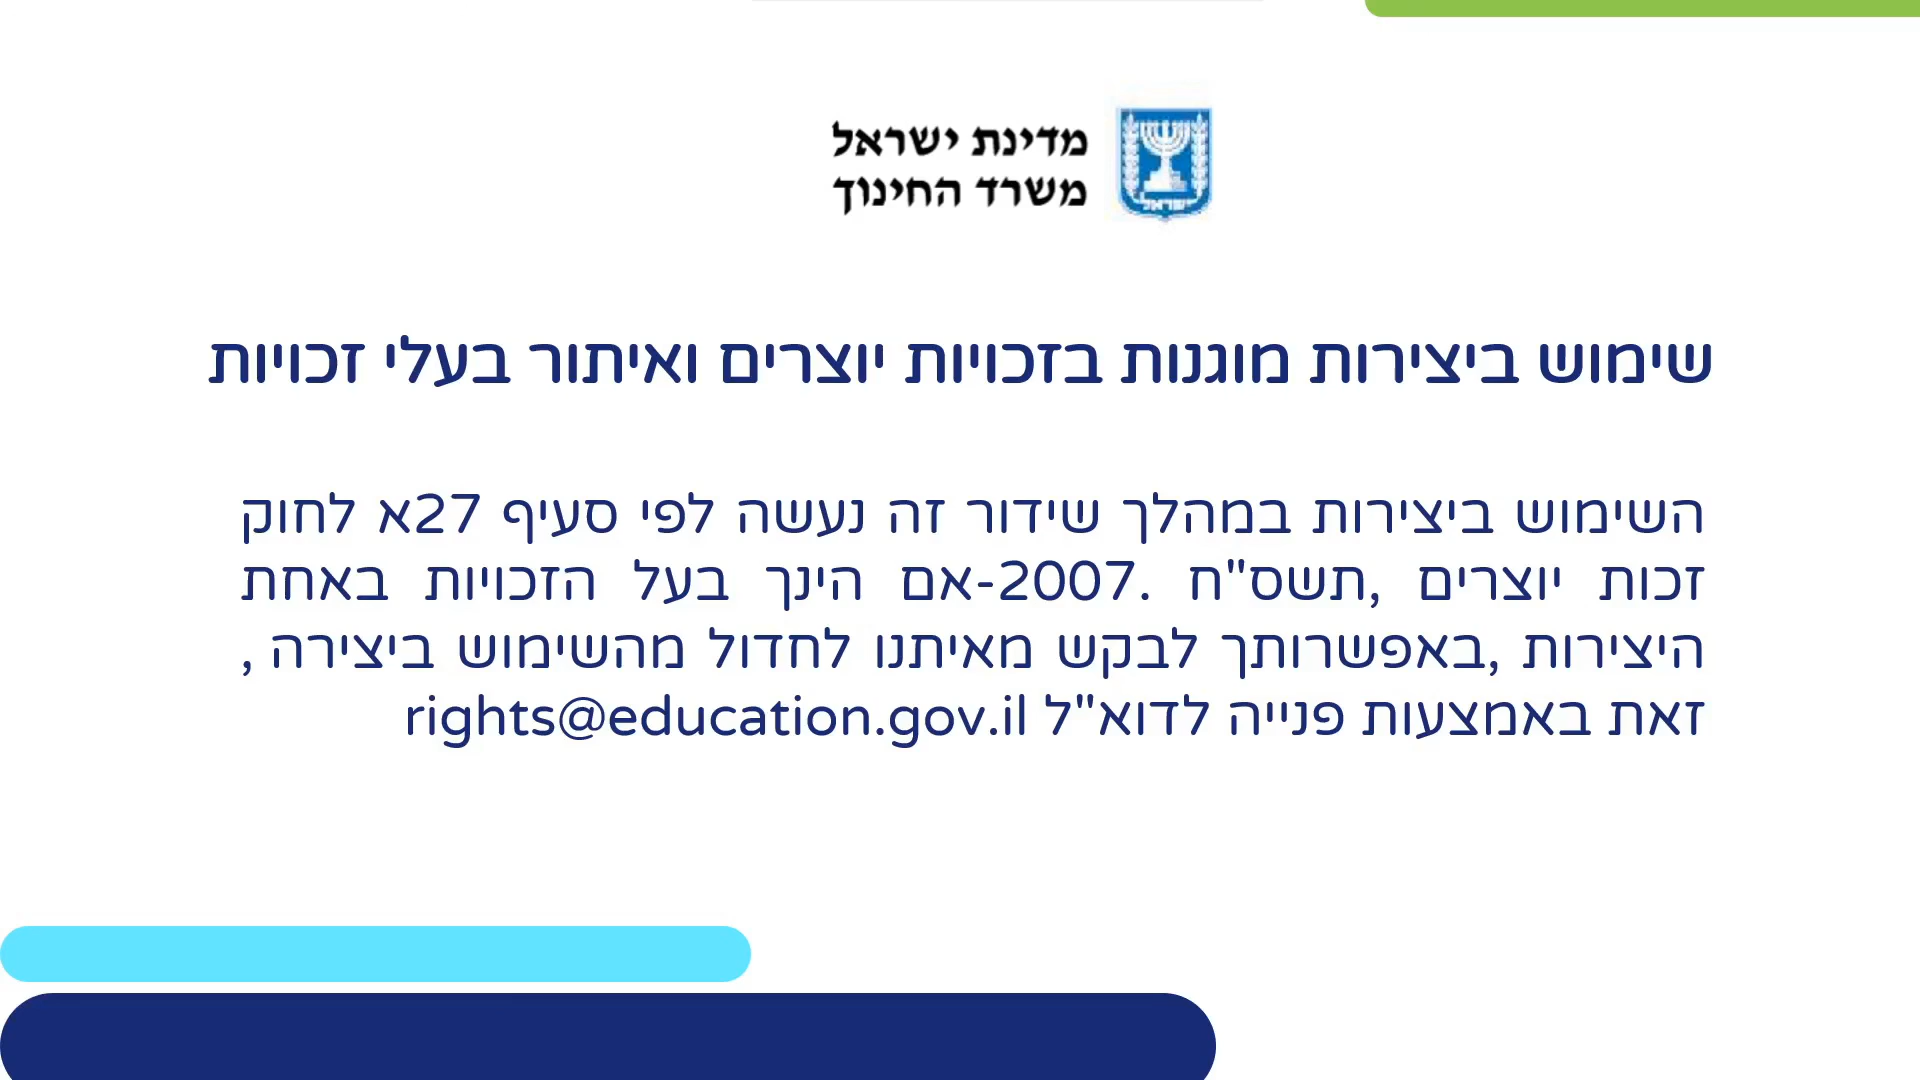 מדינת ישראל
משרד החינוך
שימוש ביצירות מוגנות בזכויות יוצרים ואיתור בעלי זכויות
השימוש ביצירות במהלך שידור זה נעשה לפי סעיף 27א לחוק
זכות יוצרים ,תשס"ח .2007-אם הינך בעל הזכויות באחת
היצירות ,באפשרותך לבקש מאיתנו לחדול מהשימוש ביצירה ,
זאת באמצעות פנייה לדוא"ל rights@education.gov.il